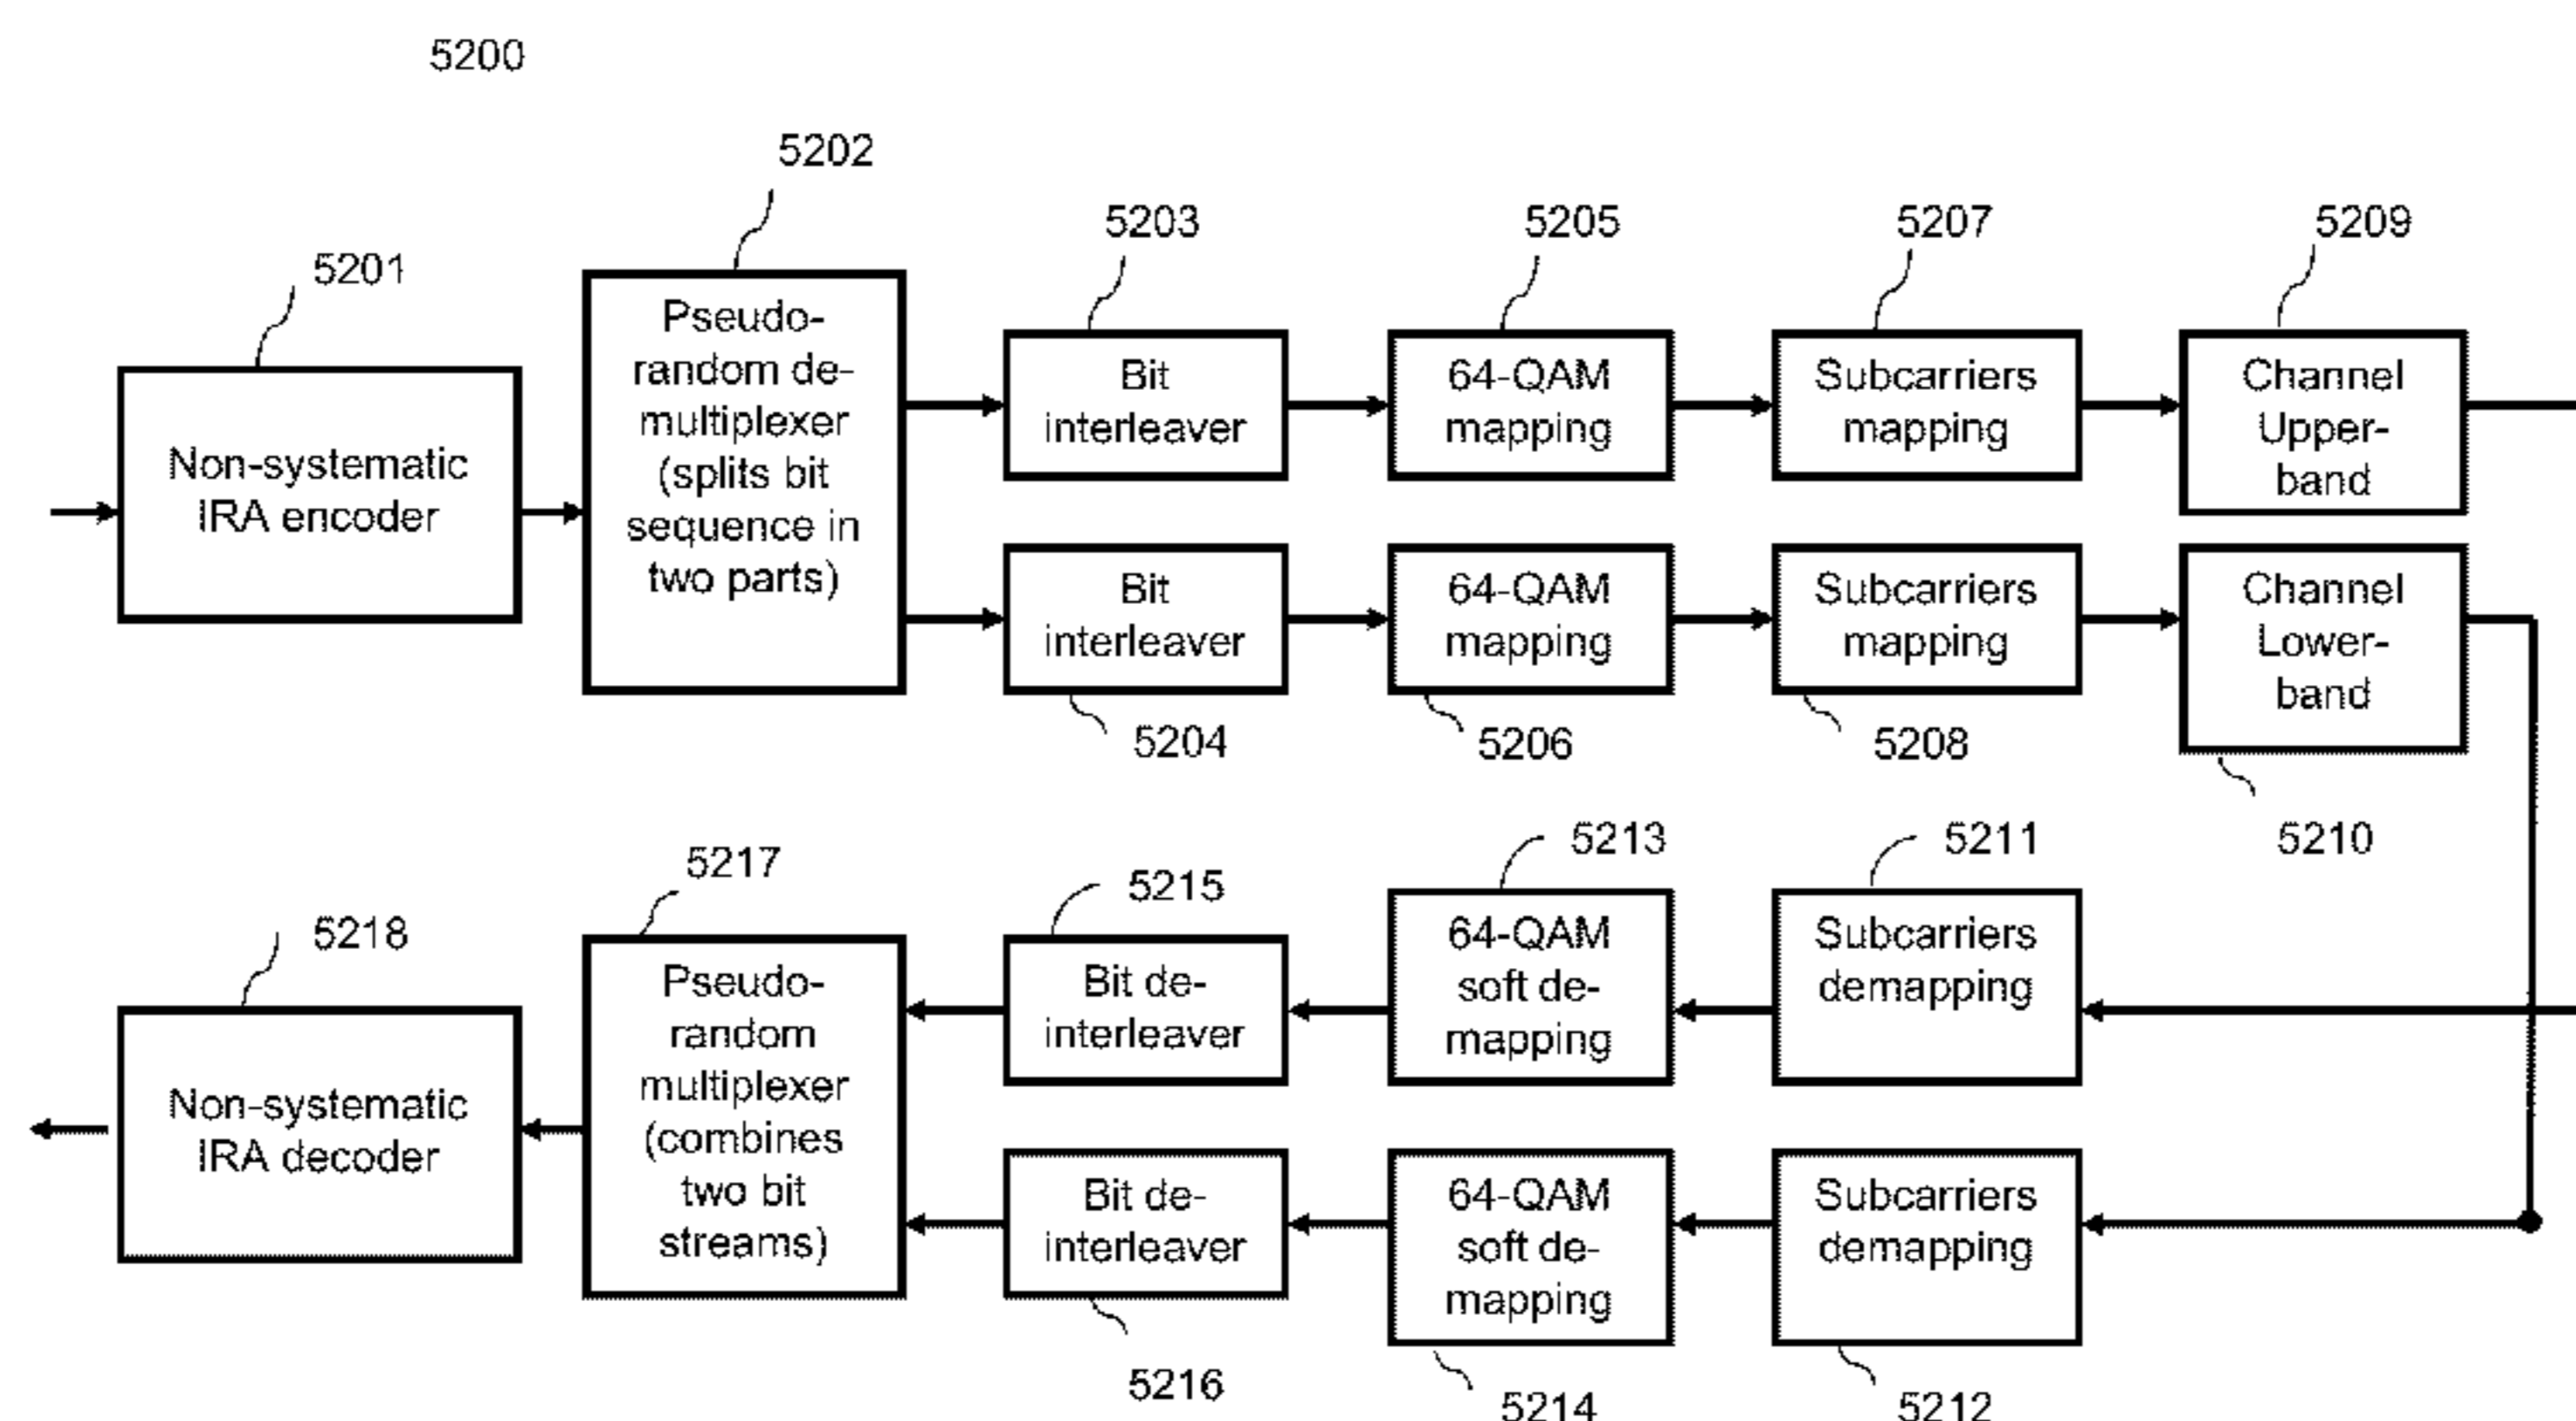 5200
5202
5203
5205
5207
5209
5201
Non-systematic
IRA encoder
Pseudo-
random de-
multiplexer
(splits bit
sequence in
two parts)
Bit
interleaver
64-QAM
mapping
Subcarriers
mapping
Channel
Upper-
band
Bit
interleaver
64-QAM
mapping
Subcarriers
mapping
Channel
Lower-
band
5204
5206
5208
5210
5218
5217
5215
5213
5211
Non-systematic
IRA decoder
Pseudo-
random
multiplexer
(combines
two bit
streams)
Bit de-
interleaver
64-QAM
soft de-
mapping
Subcarriers
demapping
Bit de-
interleaver
64-QAM
soft de-
mapping
Subcarriers
demapping
5216
5214
5212